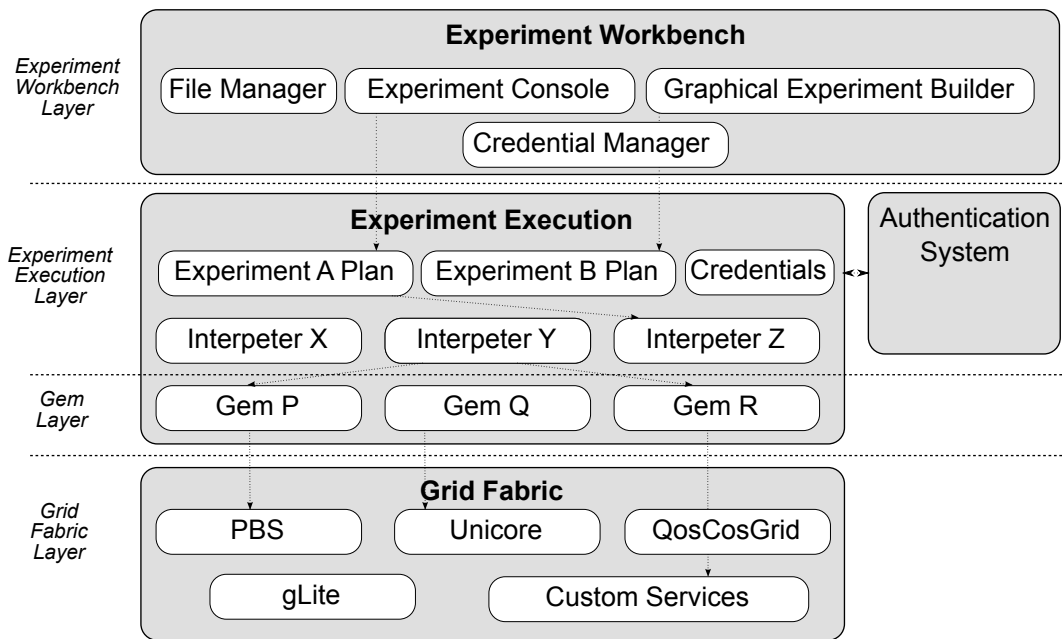 Experiment Workbench
Experiment
Workbench
Layer
File Manager
Experiment Console
Graphical Experiment Builder
Credential Manager
Experiment Execution
Authentication
System
Experiment
Execution
Layer
Experiment A Plan
Experiment B Plan
Credentials
Interpeter X
Interpeter Y
Interpeter Z
Gem
Layer
Gem P
Gem Q
Gem R
Grid Fabric
Grid
Fabric
Layer
PBS
Unicore
QosCosGrid
gLite
Custom Services